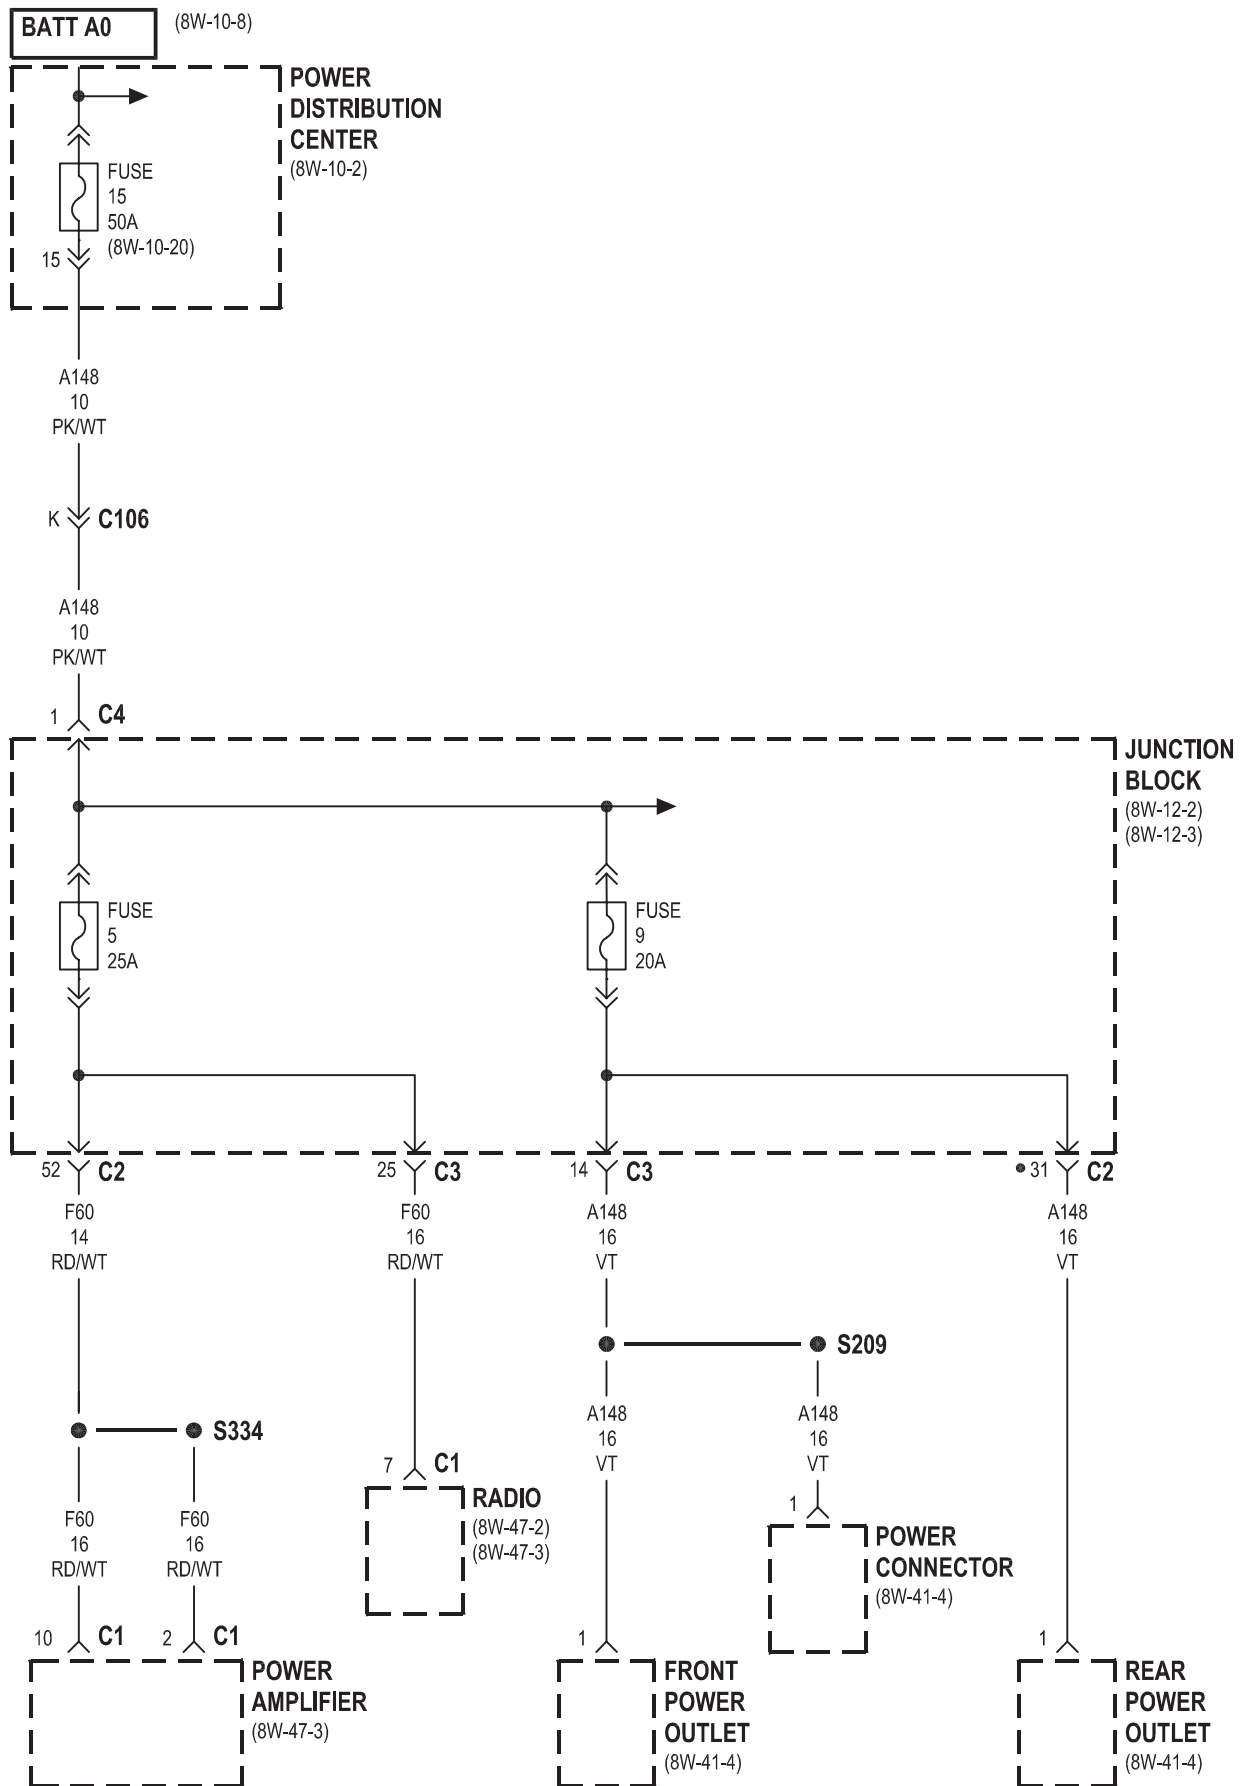 BATT A0
(8W-10-8)
POWER
DISTRIBUTION
CENTER
(8W-10-2)
FUSE
15
50A
(8W-10-20)
15
A148
10
PK/WT
K
C106
A148
10
PK/WT
1
C4
JUNCTION
BLOCK
(8W-12-2)
(8W-12-3)
FUSE
5
25A
FUSE
9
20A
52
C2
25
C3
14
C3
31
C2
F60
14
RD/WT
F60
16
RD/WT
A148
16
VT
A148
16
VT
S209
S334
A148
16
VT
A148
16
VT
7
C1
RADIO
(8W-47-2)
(8W-47-3)
1
POWER
CONNECTOR
(8W-41-4)
F60
16
RD/WT
F60
16
RD/WT
10
C1
2
C1
POWER
AMPLIFIER
(8W-47-3)
1
FRONT
POWER
OUTLET
(8W-41-4)
1
REAR
POWER
OUTLET
(8W-41-4)